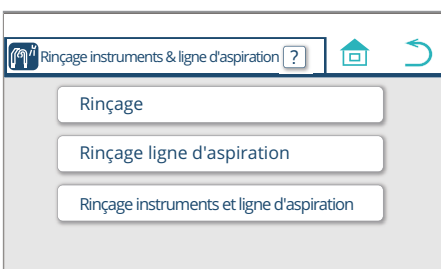 Rinçage instruments & ligne d'aspiration ?
Rinçage
Rinçage ligne d'aspiration
Rinçage instruments et ligne d'aspiration